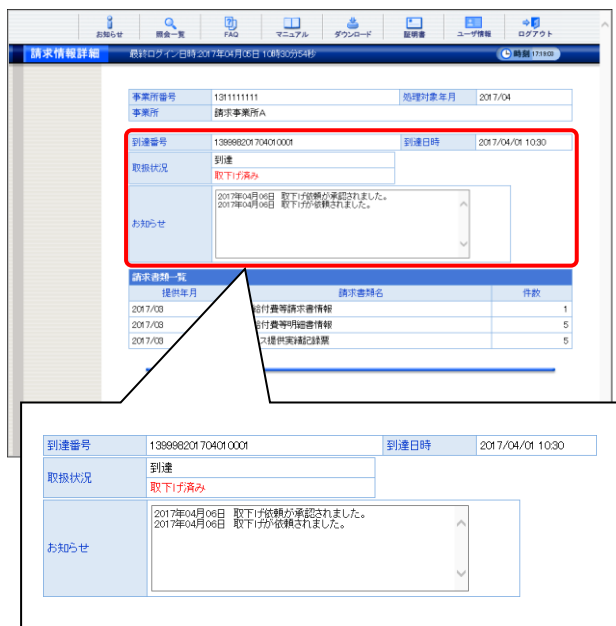 お知らせ 照会一覧 FAQ マニュアル ダウンロード 証明書 ユーザ情報 ログアウト
請求情報詳細 最終ログイン日時:2017年04月05日 10時30分54秒 時刻 17:19:03
事業所番号 1311111111 処理対象年月 2017/04
事業所 請求事業所A
到達番号 139998201704010001 到達日時 2017/04/01 10:30
取扱状況 到達
取下げ済み
お知らせ
2017年04月06日 取下げ依頼が承認されました。
2017年04月06日 取下げが依頼されました。
請求書類一覧
提供年月 請求書類名 件数
2017/03 給付費等請求書情報 1
2017/03 付費等明細書情報 5
2017/03 ス提供実績記録票 5
到達番号 139998201704010001 到達日時 2017/04/01 10:30
取扱状況 到達
取下げ済み
お知らせ
2017年04月06日 取下げ依頼が承認されました。
2017年04月06日 取下げが依頼されました。